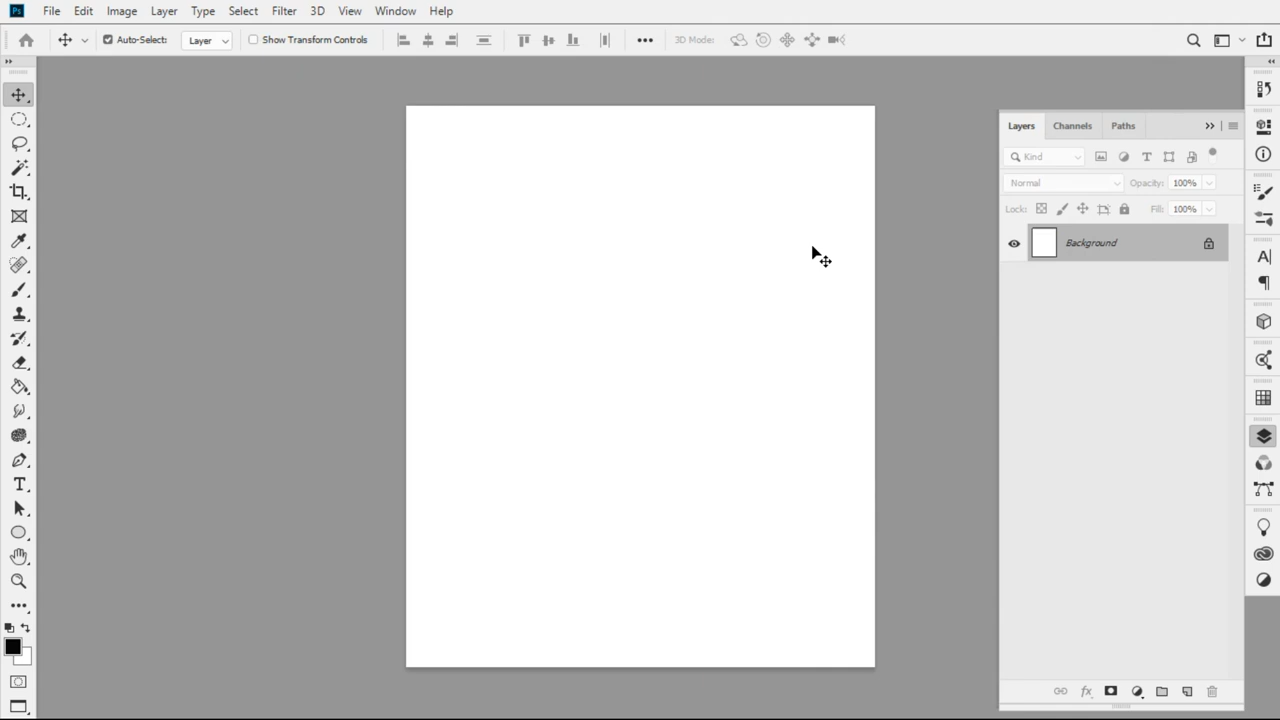 Ps File Edit Image Layer Type Select Filter 3D View Window Help
Auto-Select: Layer Show Transform Controls 3D Mode:
Layers Channels Paths
Kind
Normal Opacity: 100%
Lock: Fill: 100%
Background